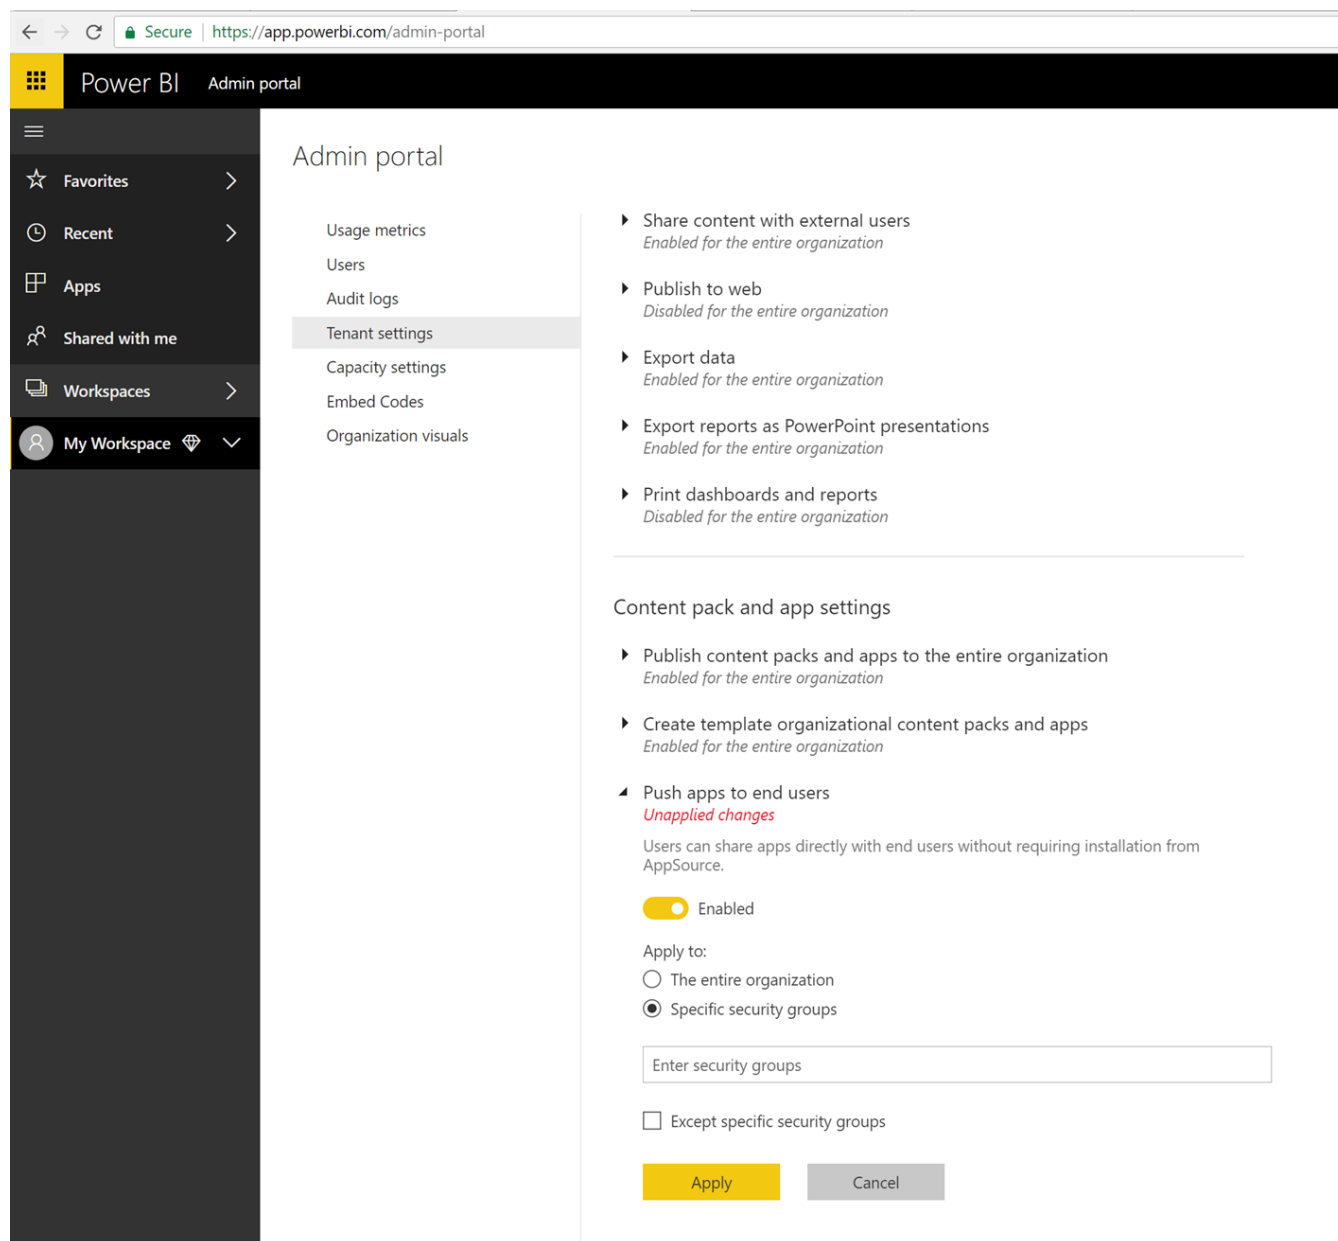 Secure https://app.powerbi.com/admin-portal
Power BI Admin portal
Favorites
Recent
Apps
Shared with me
Workspaces
My Workspace
Admin portal
Usage metrics
Users
Audit logs
Tenant settings
Capacity settings
Embed Codes
Organization visuals
Share content with external users
Enabled for the entire organization
Publish to web
Disabled for the entire organization
Export data
Enabled for the entire organization
Export reports as PowerPoint presentations
Enabled for the entire organization
Print dashboards and reports
Disabled for the entire organization
Content pack and app settings
Publish content packs and apps to the entire organization
Enabled for the entire organization
Create template organizational content packs and apps
Enabled for the entire organization
Push apps to end users
Unapplied changes
Users can share apps directly with end users without requiring installation from
AppSource.
Enabled
Apply to:
The entire organization
Specific security groups
Enter security groups
Except specific security groups
Apply Cancel